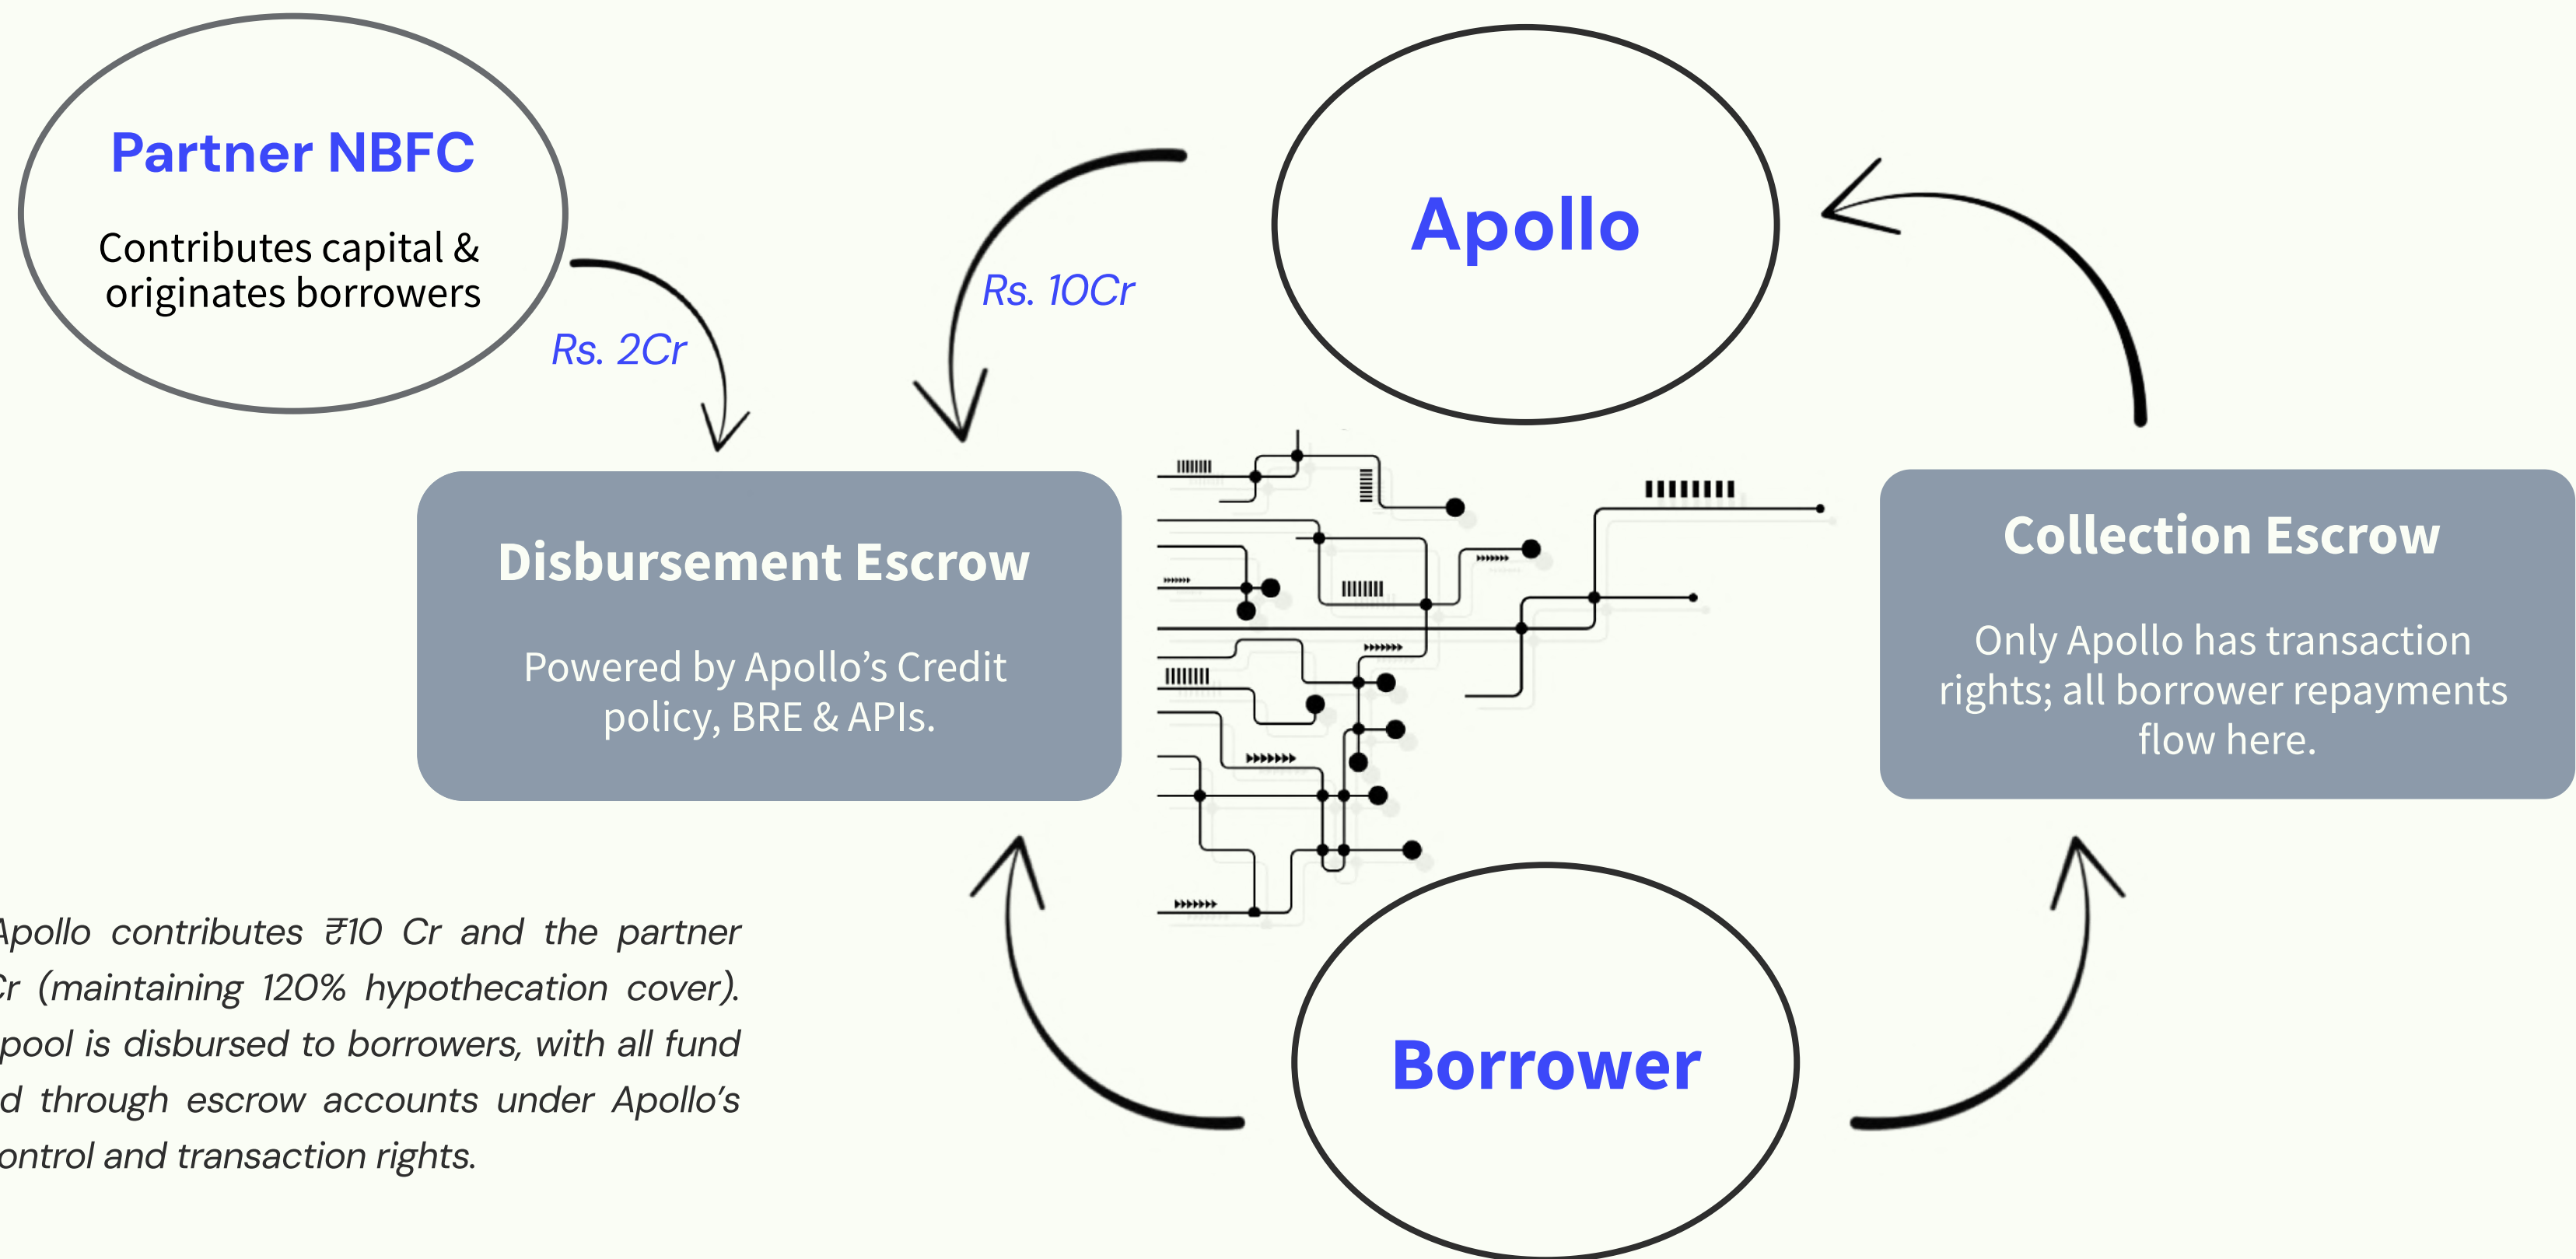 Partner NBFC
Contributes capital &
originates borrowers
Rs. 2Cr
Rs. 10Cr
Apollo
Disbursement Escrow
Powered by Apollo’s Credit
policy, BRE & APIs.
Collection Escrow
Only Apollo has transaction
rights; all borrower repayments
flow here.
Borrower
Apollo contributes ₹10 Cr and the partner
Cr (maintaining 120% hypothecation cover).
pool is disbursed to borrowers, with all fund
through escrow accounts under Apollo’s
and transaction rights.